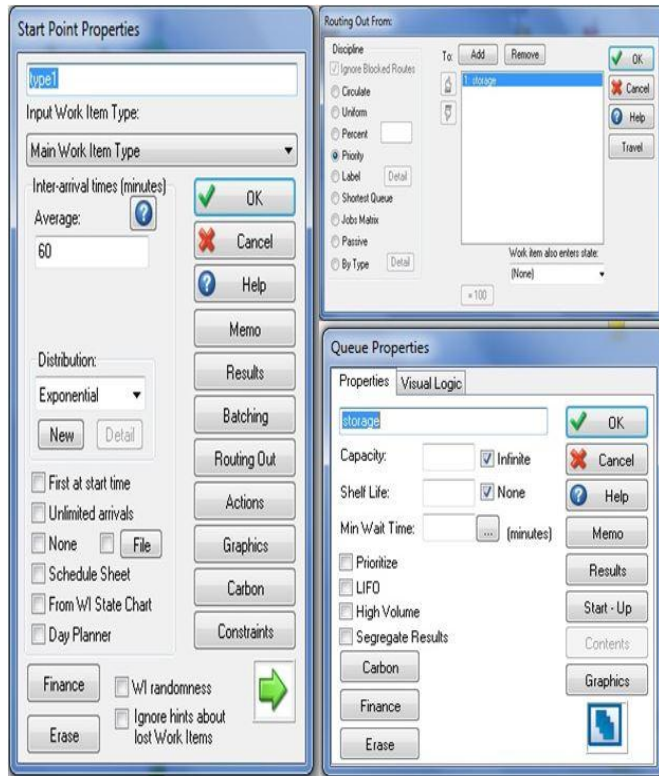 Start Point Properties
type1
Input Work Item Type:
Main Work Item Type
Inter-arrival times (minutes)
Average:
60
Distribution:
Exponential
New Detail
First at start time
Unlimited arrivals
None File
Schedule Sheet
From WI State Chart
Day Planner
OK
Cancel
Help
Memo
Results
Batching
Routing Out
Actions
Graphics
Carbon
Constraints
Finance
WI randomness
Erase
Ignore hints about
lost Work Items
Routing Out From:
Discipline
Ignore Blocked Routes
Circulate
Uniform
Percent
Priority
Label Detail
Shortest Queue
Jobs Matrix
Passive
By Type Detail
To: Add Remove
1: storage
Work item also enters state:
(None)
× 100
OK
Cancel
Help
Travel
Queue Properties
Properties Visual Logic
storage
Capacity: Infinite
Shelf Life: None
Min Wait Time: ... (minutes)
Prioritize
LIFO
High Volume
Segregate Results
Carbon
Finance
Erase
OK
Cancel
Help
Memo
Results
Start - Up
Contents
Graphics